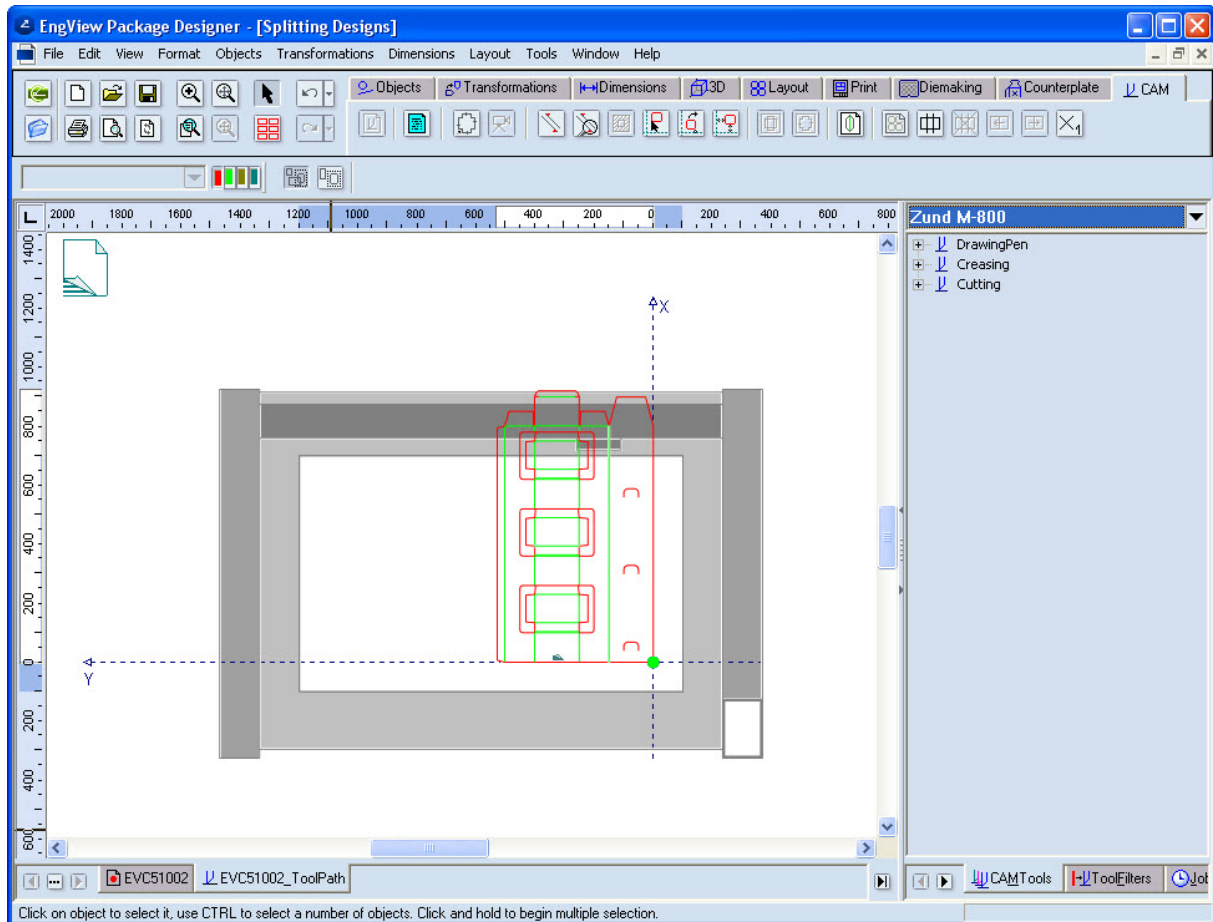 EngView Package Designer - [Splitting Designs]
File Edit View Format Objects Transformations Dimensions Layout Tools Window Help
Objects Transformations Dimensions 3D Layout Print Diemaking Counterplate CAM
2000 1800 1600 1400 1200 1000 800 600 400 200 0 200 400 600 800
Zund M-800
DrawingPen
Creasing
Cutting
1400
1200
1000
800
600
400
200
0
200
400
600
X
Y
EVC51002 EVC51002_ToolPath
CAMTools ToolFilters Job
Click on object to select it, use CTRL to select a number of objects. Click and hold to begin multiple selection.